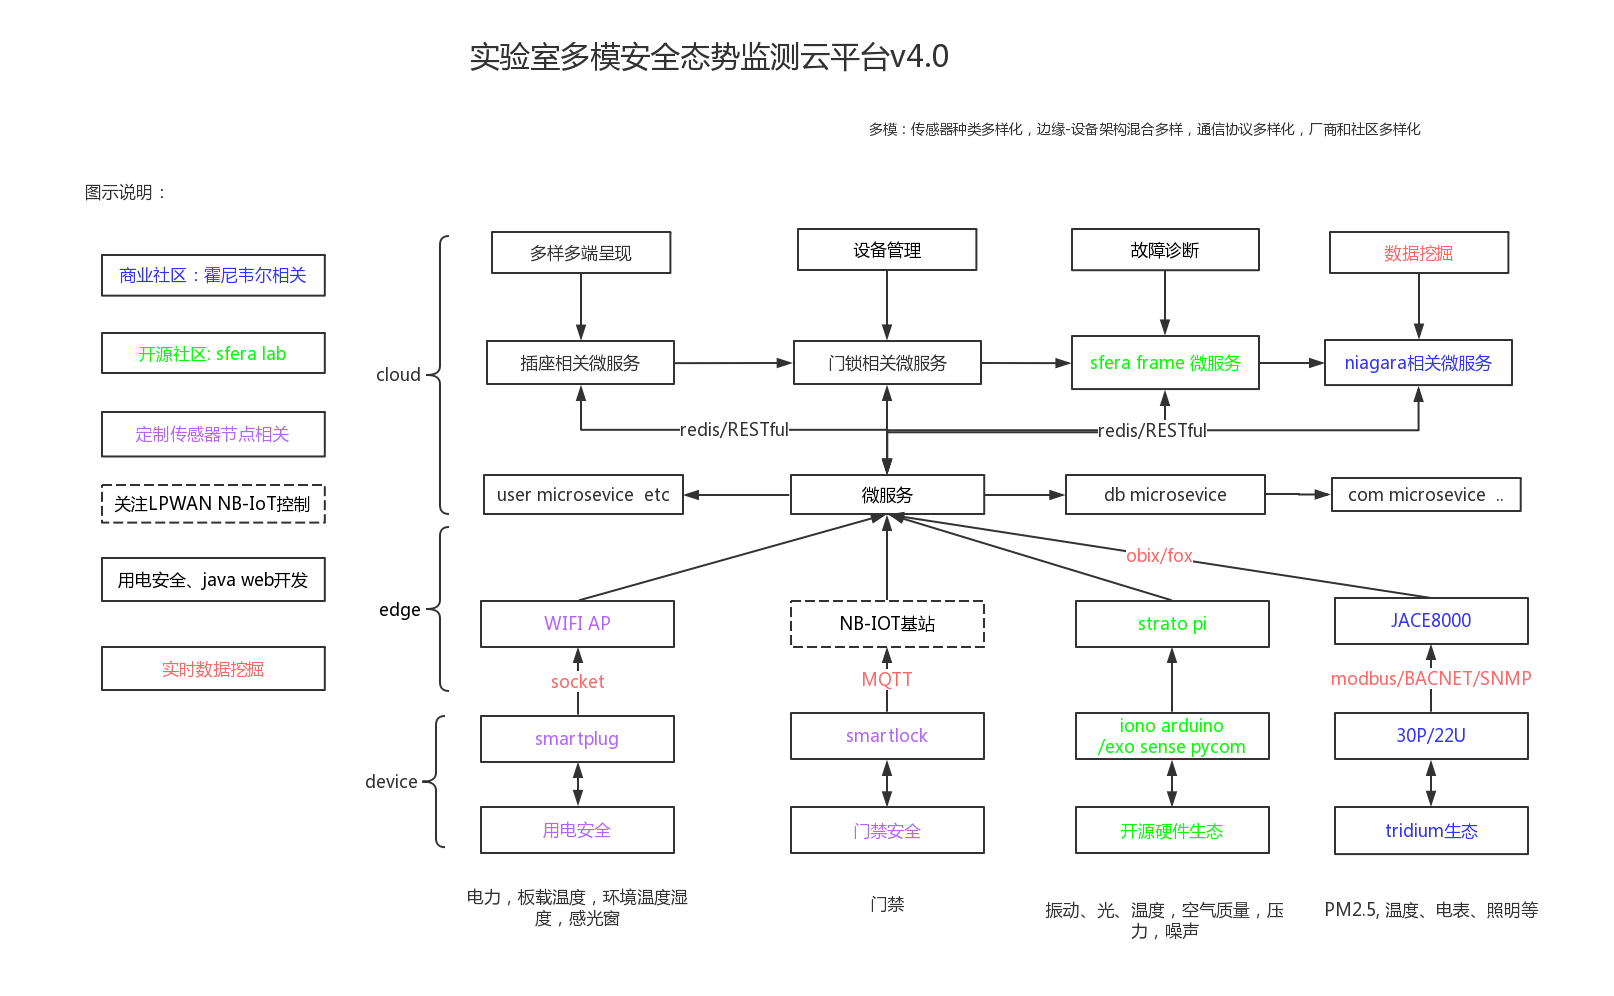 实验室多模安全态势监测云平台v4.0
多模：传感器种类多样化，边缘-设备架构混合多样，通信协议多样化，厂商和社区多样化
图示说明：
商业社区：霍尼韦尔相关
开源社区: sfera lab
定制传感器节点相关
关注LPWAN NB-IoT控制
用电安全、java web开发
实时数据挖掘
cloud
多样多端呈现
设备管理
故障诊断
数据挖掘
插座相关微服务
门锁相关微服务
sfera frame 微服务
niagara相关微服务
redis/RESTful
redis/RESTful
user microsevice  etc
微服务
db microsevice
com microsevice  ..
obix/fox
edge
WIFI AP
NB-IOT基站
strato pi
JACE8000
socket
MQTT
modbus/BACNET/SNMP
device
smartplug
smartlock
iono arduino
/exo sense pycom
30P/22U
用电安全
门禁安全
开源硬件生态
tridium生态
电力，板载温度，环境温度湿
度，感光窗
门禁
振动、光、温度，空气质量，压
力，噪声
PM2.5, 温度、电表、照明等